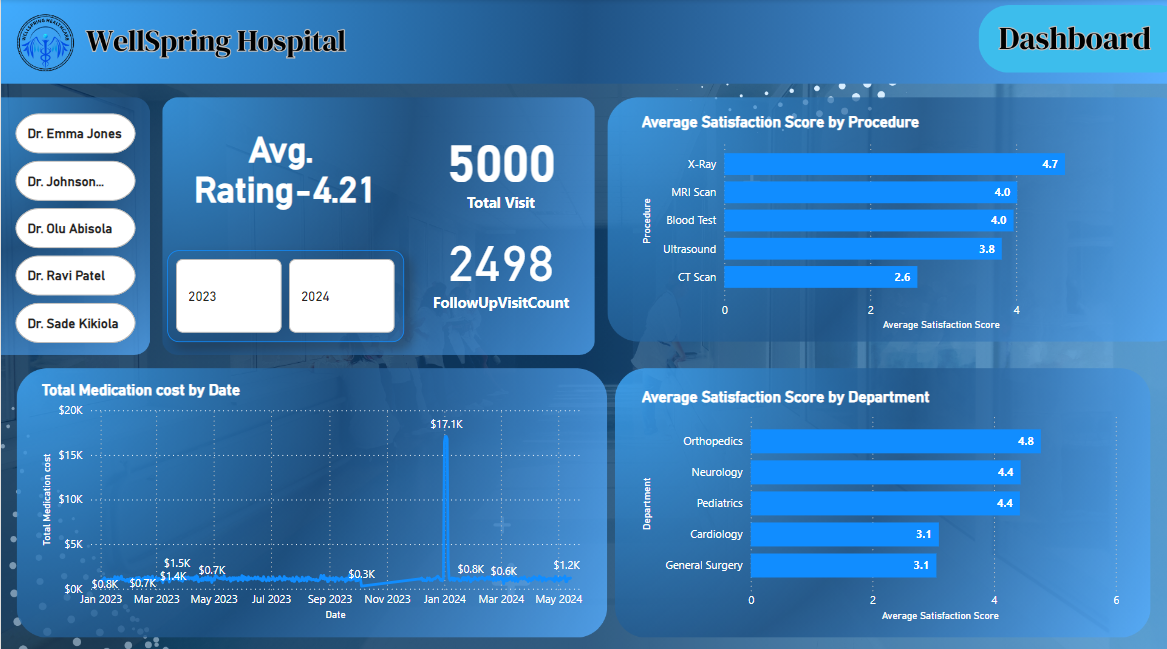 WELLSPRING HEALTHCARE
WellSpring Hospital
Dashboard
Dr. Emma Jones
Dr. Johnson...
Dr. Olu Abisola
Dr. Ravi Patel
Dr. Sade Kikiola
Avg.
Rating-4.21
5000
Total Visit
2498
FollowUpVisitCount
2023
2024
Average Satisfaction Score by Procedure
Procedure
X-Ray 4.7
MRI Scan 4.0
Blood Test 4.0
Ultrasound 3.8
CT Scan 2.6
0 2 4
Average Satisfaction Score
Total Medication cost by Date
Total Medication cost
$20K
$15K
$10K
$5K
$0K
$17.1K
$0.8K $0.7K $1.4K $1.5K $0.7K $0.3K $0.8K $0.6K $1.2K
Jan 2023 Mar 2023 May 2023 Jul 2023 Sep 2023 Nov 2023 Jan 2024 Mar 2024 May 2024
Date
Average Satisfaction Score by Department
Department
Orthopedics 4.8
Neurology 4.4
Pediatrics 4.4
Cardiology 3.1
General Surgery 3.1
0 2 4 6
Average Satisfaction Score